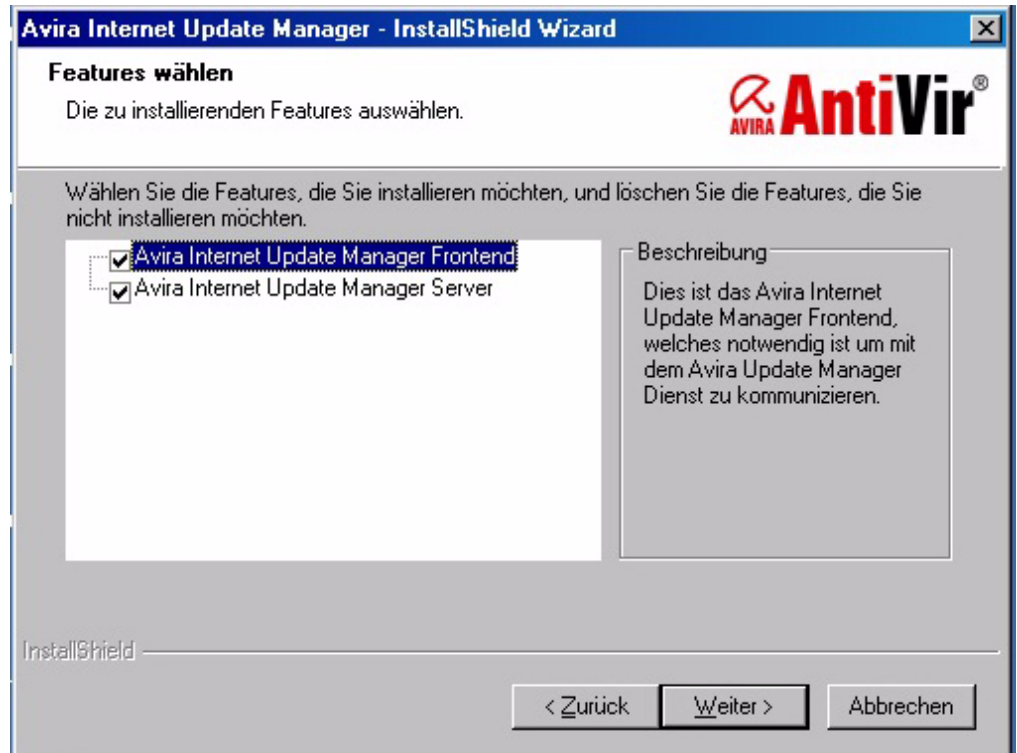 Avira Internet Update Manager - InstallShield Wizard
Features wählen
Die zu installierenden Features auswählen.
AVIRA AntiVir®
Wählen Sie die Features, die Sie installieren möchten, und löschen Sie die Features, die Sie
nicht installieren möchten.
Avira Internet Update Manager Frontend
Avira Internet Update Manager Server
Beschreibung
Dies ist das Avira Internet
Update Manager Frontend,
welches notwendig ist um mit
dem Avira Update Manager
Dienst zu kommunizieren.
InstallShield
< Zurück
Weiter >
Abbrechen